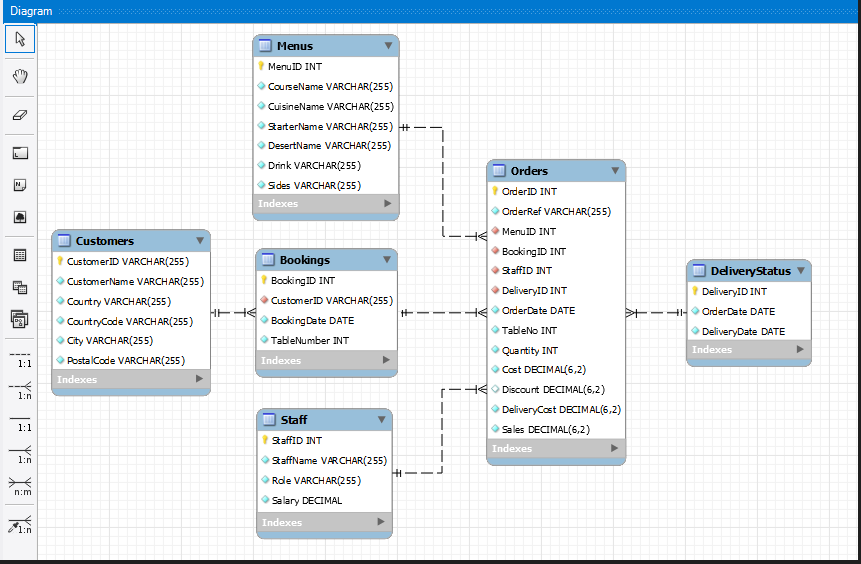 Diagram
Menus
MenuID INT
CourseName VARCHAR(255)
CuisineName VARCHAR(255)
StarterName VARCHAR(255)
DesertName VARCHAR(255)
Drink VARCHAR(255)
Sides VARCHAR(255)
Indexes
Customers
CustomerID VARCHAR(255)
CustomerName VARCHAR(255)
Country VARCHAR(255)
CountryCode VARCHAR(255)
City VARCHAR(255)
PostalCode VARCHAR(255)
Indexes
Bookings
BookingID INT
CustomerID VARCHAR(255)
BookingDate DATE
TableNumber INT
Indexes
Staff
StaffID INT
StaffName VARCHAR(255)
Role VARCHAR(255)
Salary DECIMAL
Indexes
Orders
OrderID INT
OrderRef VARCHAR(255)
MenuID INT
BookingID INT
StaffID INT
DeliveryID INT
OrderDate DATE
TableNo INT
Quantity INT
Cost DECIMAL(6,2)
Discount DECIMAL(6,2)
DeliveryCost DECIMAL(6,2)
Sales DECIMAL(6,2)
Indexes
DeliveryStatus
DeliveryID INT
OrderDate DATE
DeliveryDate DATE
Indexes
1:1
1:n
1:1
1:n
n:m
1:n